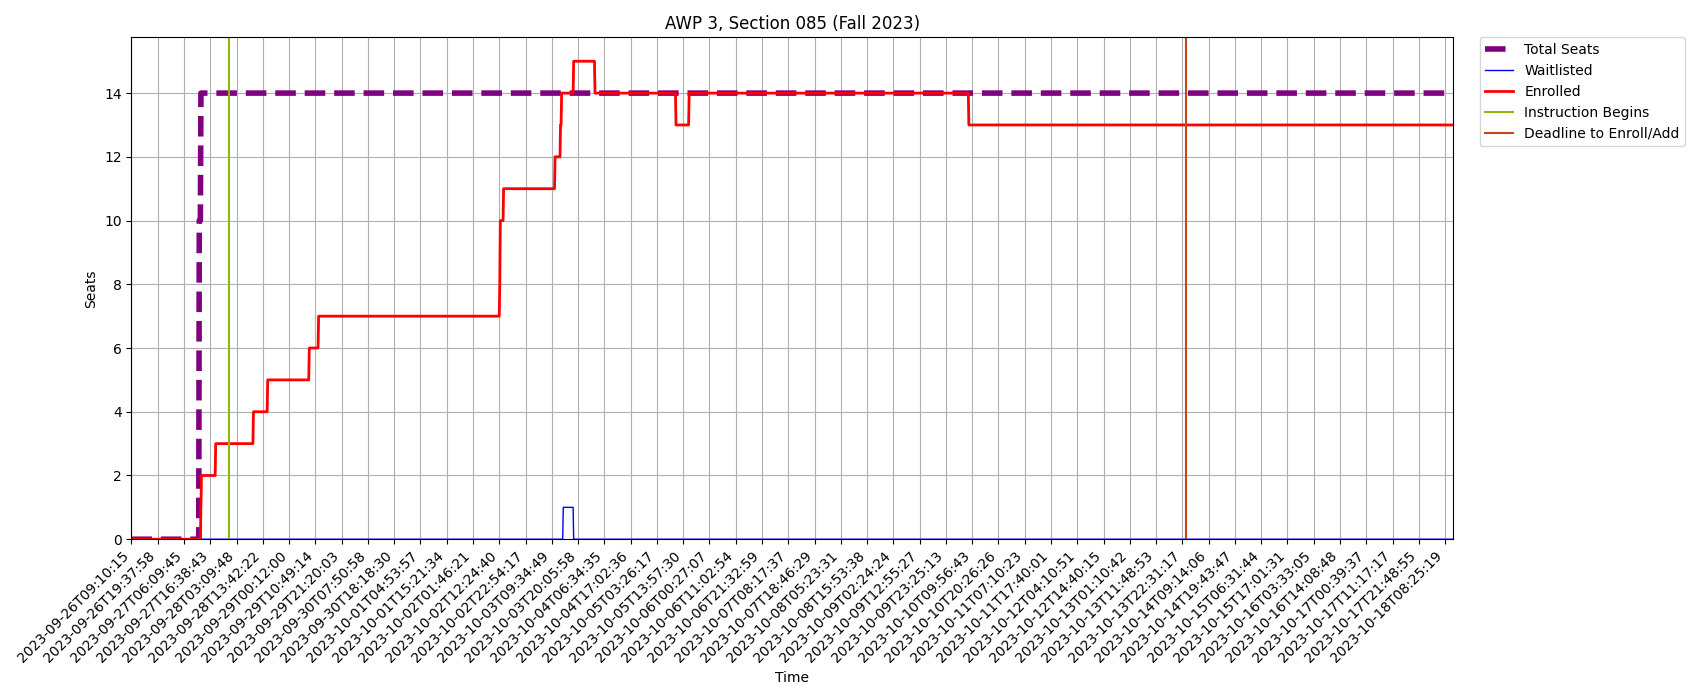 AWP 3, Section 085 (Fall 2023)
Total Seats
Waitlisted
Enrolled
Instruction Begins
Deadline to Enroll/Add
Seats
14
12
10
8
6
4
2
0
2023-09-26T09:10:15
2023-09-26T19:37:58
2023-09-27T06:09:45
2023-09-27T16:38:43
2023-09-28T03:09:48
2023-09-28T13:42:22
2023-09-29T00:12:00
2023-09-29T10:49:14
2023-09-29T21:20:03
2023-09-30T07:50:58
2023-09-30T18:18:30
2023-10-01T04:53:57
2023-10-01T15:21:34
2023-10-02T01:46:21
2023-10-02T12:24:40
2023-10-02T22:54:17
2023-10-03T09:34:49
2023-10-03T20:05:58
2023-10-04T06:34:35
2023-10-04T17:02:36
2023-10-05T03:26:17
2023-10-05T13:57:30
2023-10-06T00:27:07
2023-10-06T11:02:54
2023-10-06T21:32:59
2023-10-07T08:17:37
2023-10-07T18:46:29
2023-10-08T05:23:31
2023-10-08T15:53:38
2023-10-09T02:24:24
2023-10-09T12:55:27
2023-10-09T23:25:13
2023-10-10T09:56:43
2023-10-10T20:26:26
2023-10-11T07:10:23
2023-10-11T17:40:01
2023-10-12T04:10:51
2023-10-12T14:40:15
2023-10-13T01:10:42
2023-10-13T11:48:53
2023-10-13T22:31:17
2023-10-14T09:14:06
2023-10-14T19:43:47
2023-10-15T06:31:44
2023-10-15T17:01:31
2023-10-16T03:33:05
2023-10-16T14:08:48
2023-10-17T00:39:37
2023-10-17T11:17:17
2023-10-17T21:48:55
2023-10-18T08:25:19
Time